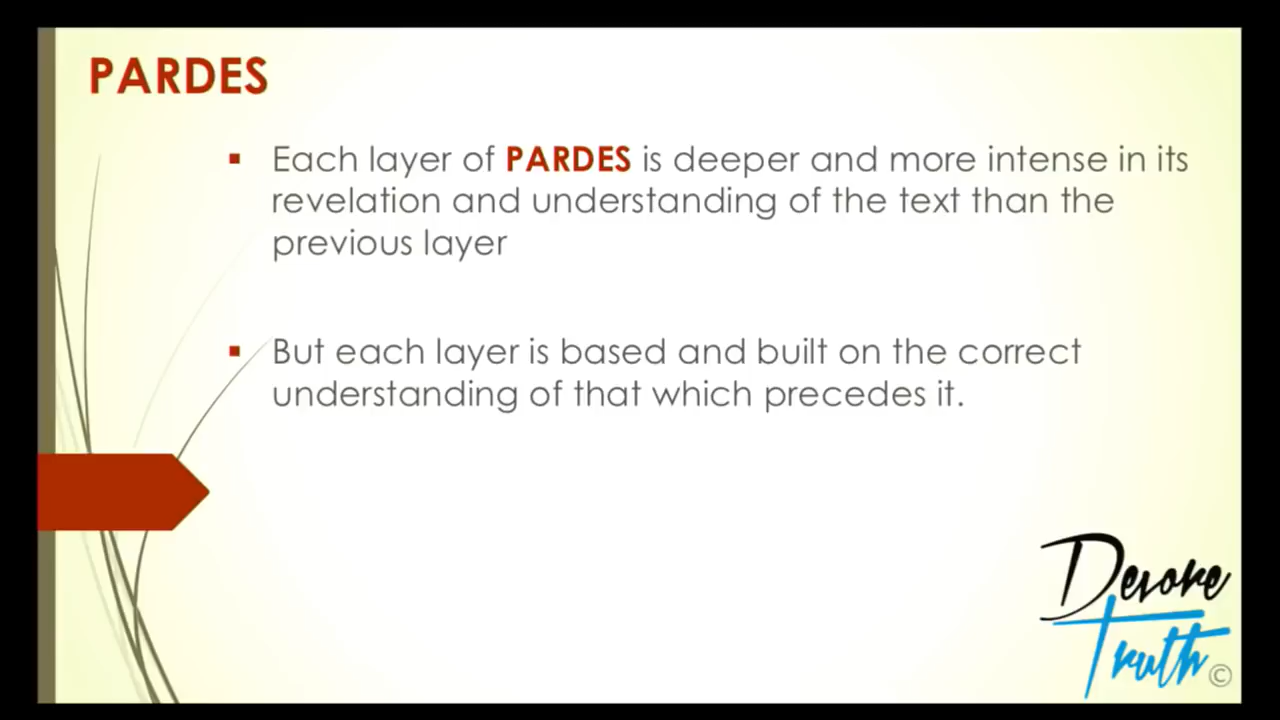 PARDES
▪ Each layer of PARDES is deeper and more intense in its
revelation and understanding of the text than the
previous layer
▪ But each layer is based and built on the correct
understanding of that which precedes it.
Devore
Truth ©